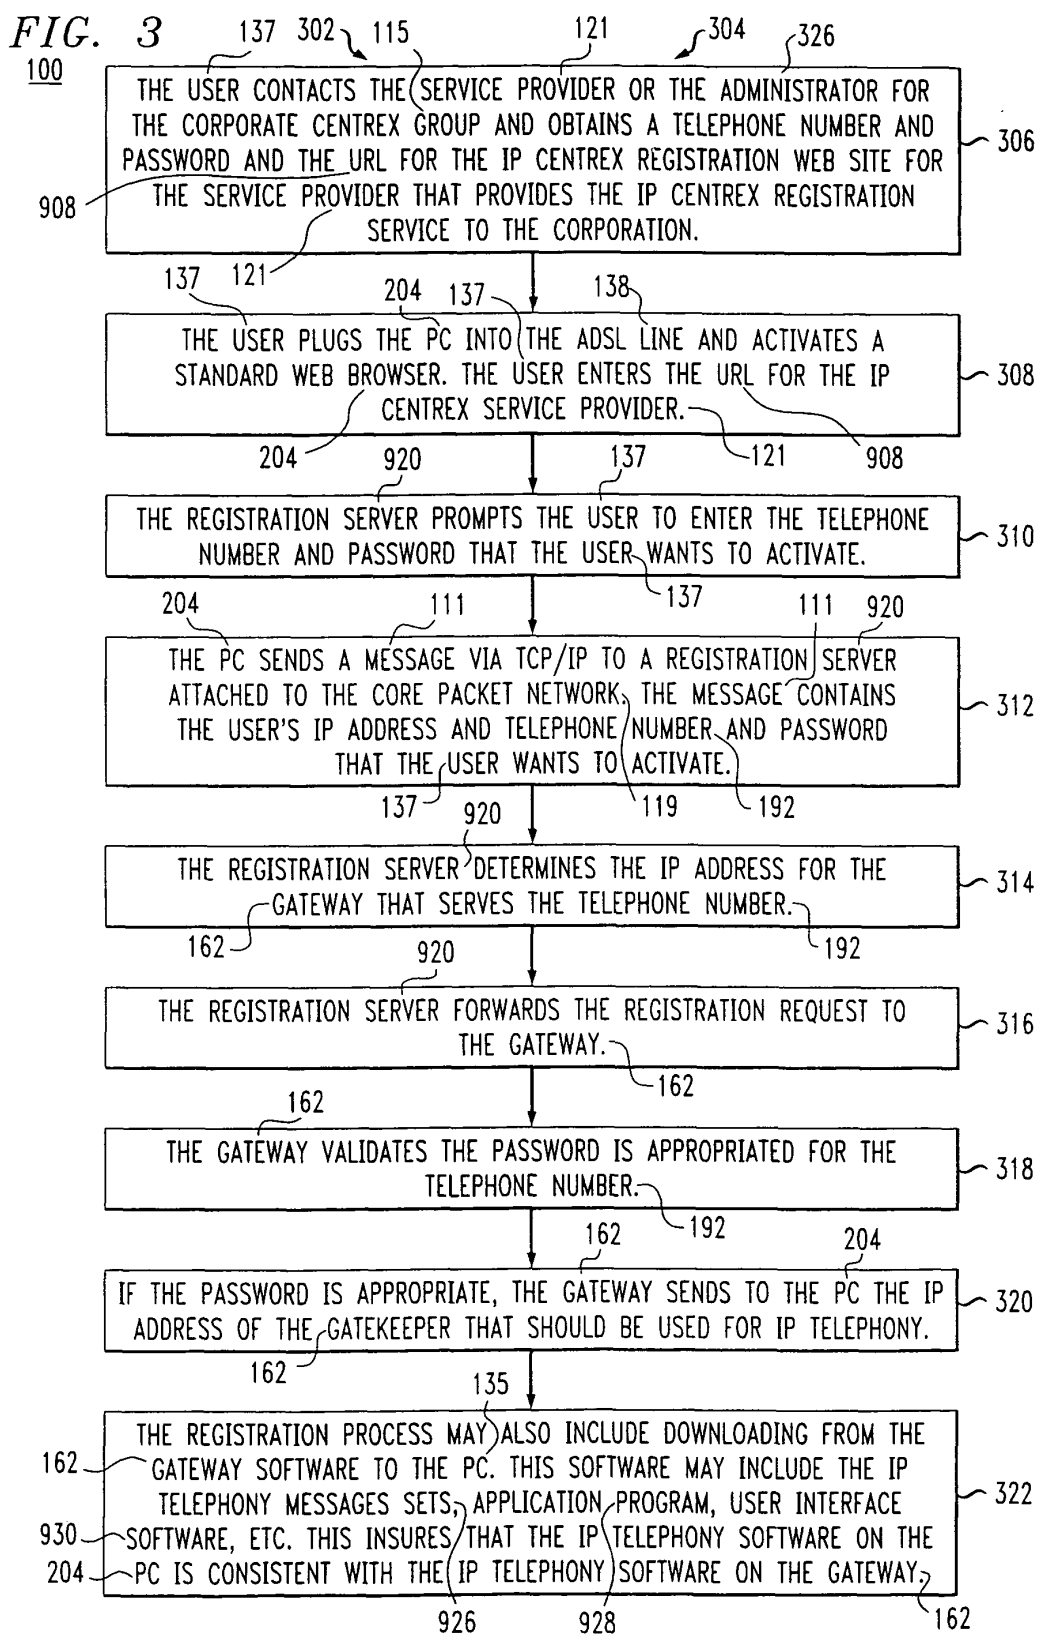 FIG. 3
100
137
302
115
121
304
326
THE USER CONTACTS THE SERVICE PROVIDER OR THE ADMINISTRATOR FOR
THE CORPORATE CENTREX GROUP AND OBTAINS A TELEPHONE NUMBER AND
PASSWORD AND THE URL FOR THE IP CENTREX REGISTRATION WEB SITE FOR
THE SERVICE PROVIDER THAT PROVIDES THE IP CENTREX REGISTRATION
SERVICE TO THE CORPORATION.
306
908
121
137
204
137
138
THE USER PLUGS THE PC INTO THE ADSL LINE AND ACTIVATES A
STANDARD WEB BROWSER. THE USER ENTERS THE URL FOR THE IP
CENTREX SERVICE PROVIDER.
308
204
121
908
920
137
THE REGISTRATION SERVER PROMPTS THE USER TO ENTER THE TELEPHONE
NUMBER AND PASSWORD THAT THE USER WANTS TO ACTIVATE.
310
137
204
111
111
920
THE PC SENDS A MESSAGE VIA TCP/IP TO A REGISTRATION SERVER
ATTACHED TO THE CORE PACKET NETWORK. THE MESSAGE CONTAINS
THE USER'S IP ADDRESS AND TELEPHONE NUMBER AND PASSWORD
THAT THE USER WANTS TO ACTIVATE.
312
137
119
192
920
THE REGISTRATION SERVER DETERMINES THE IP ADDRESS FOR THE
GATEWAY THAT SERVES THE TELEPHONE NUMBER.
314
162
192
920
THE REGISTRATION SERVER FORWARDS THE REGISTRATION REQUEST TO
THE GATEWAY.
316
162
162
THE GATEWAY VALIDATES THE PASSWORD IS APPROPRIATED FOR THE
TELEPHONE NUMBER.
318
192
162
204
IF THE PASSWORD IS APPROPRIATE, THE GATEWAY SENDS TO THE PC THE IP
ADDRESS OF THE GATEKEEPER THAT SHOULD BE USED FOR IP TELEPHONY.
320
162
135
THE REGISTRATION PROCESS MAY ALSO INCLUDE DOWNLOADING FROM THE
162 GATEWAY SOFTWARE TO THE PC. THIS SOFTWARE MAY INCLUDE THE IP
TELEPHONY MESSAGES SETS, APPLICATION PROGRAM, USER INTERFACE
930 SOFTWARE, ETC. THIS INSURES THAT THE IP TELEPHONY SOFTWARE ON THE
204 PC IS CONSISTENT WITH THE IP TELEPHONY SOFTWARE ON THE GATEWAY.
322
926
928
162